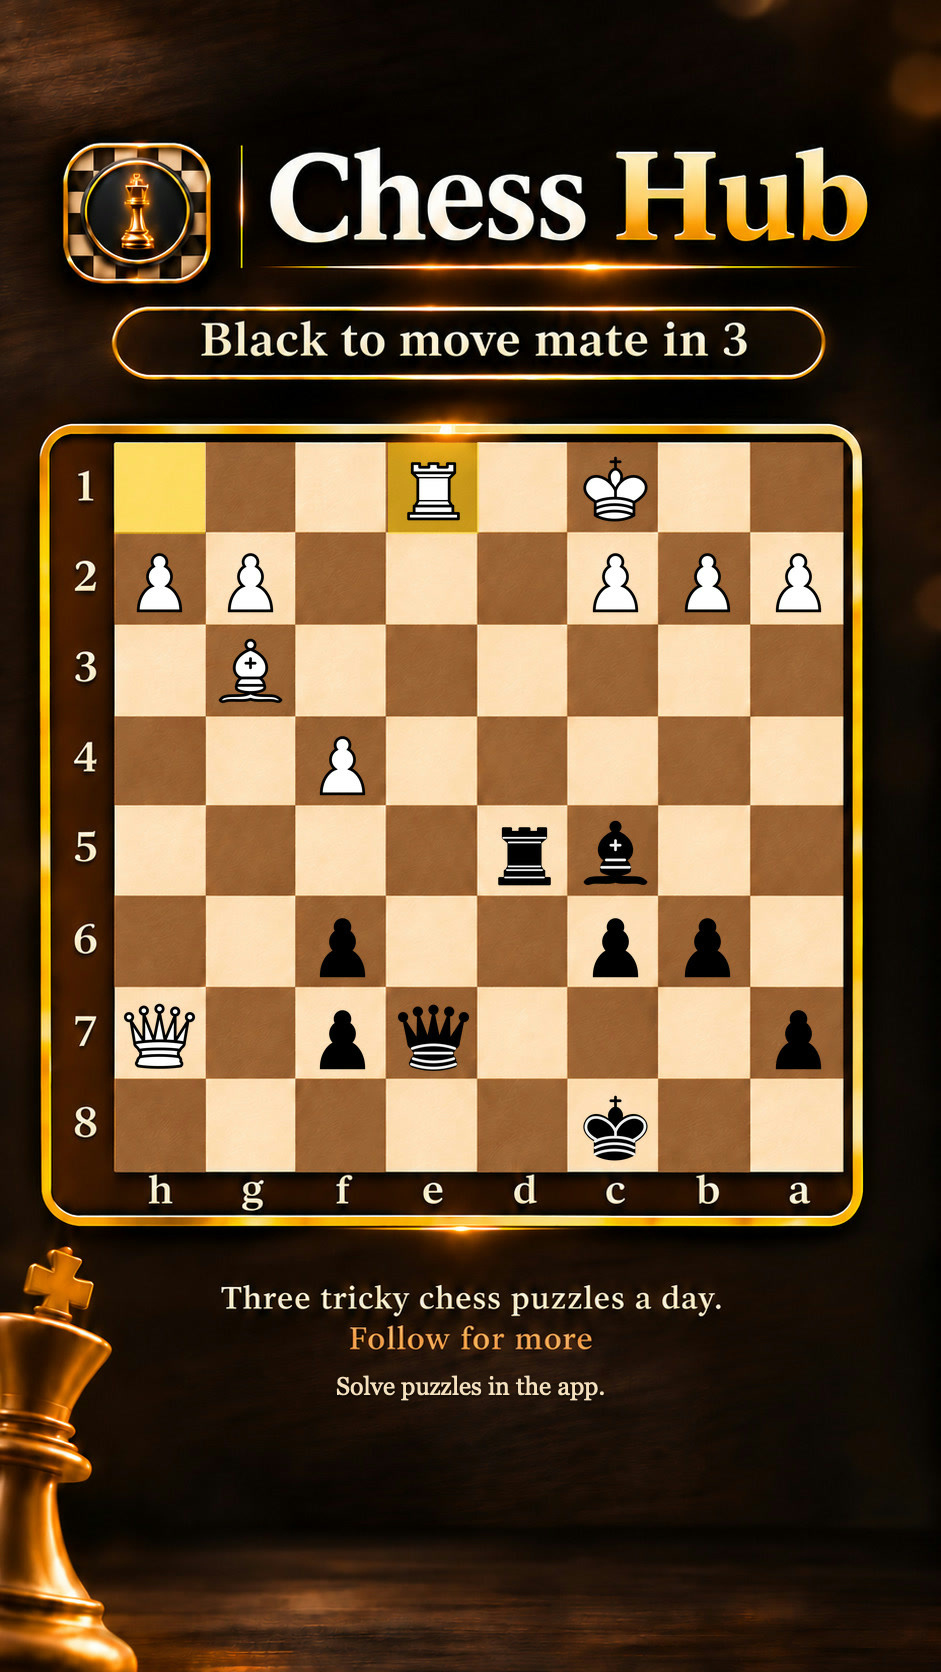 Chess Hub
Black to move mate in 3
1
2
3
4
5
6
7
8
h g f e d c b a
Three tricky chess puzzles a day.
Follow for more
Solve puzzles in the app.